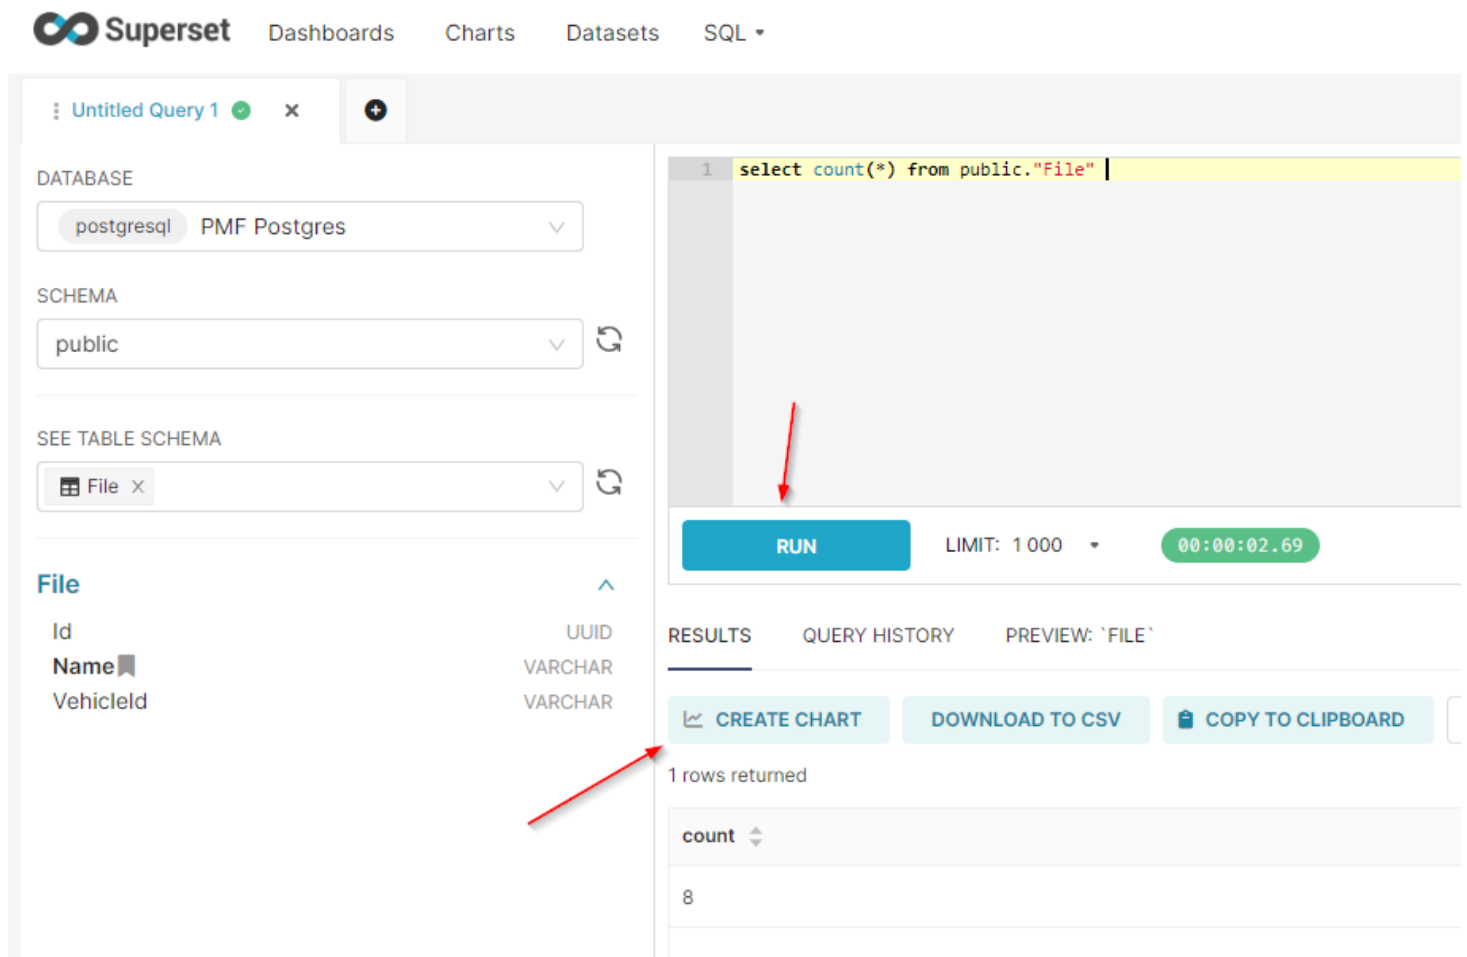 Superset Dashboards Charts Datasets SQL
Untitled Query 1
DATABASE
postgresql PMF Postgres
SCHEMA
public
SEE TABLE SCHEMA
File
File
Id UUID
Name VARCHAR
VehicleId VARCHAR
1 select count(*) from public."File"
RUN LIMIT: 1 000 00:00:02.69
RESULTS QUERY HISTORY PREVIEW: `FILE`
CREATE CHART DOWNLOAD TO CSV COPY TO CLIPBOARD
1 rows returned
count
8